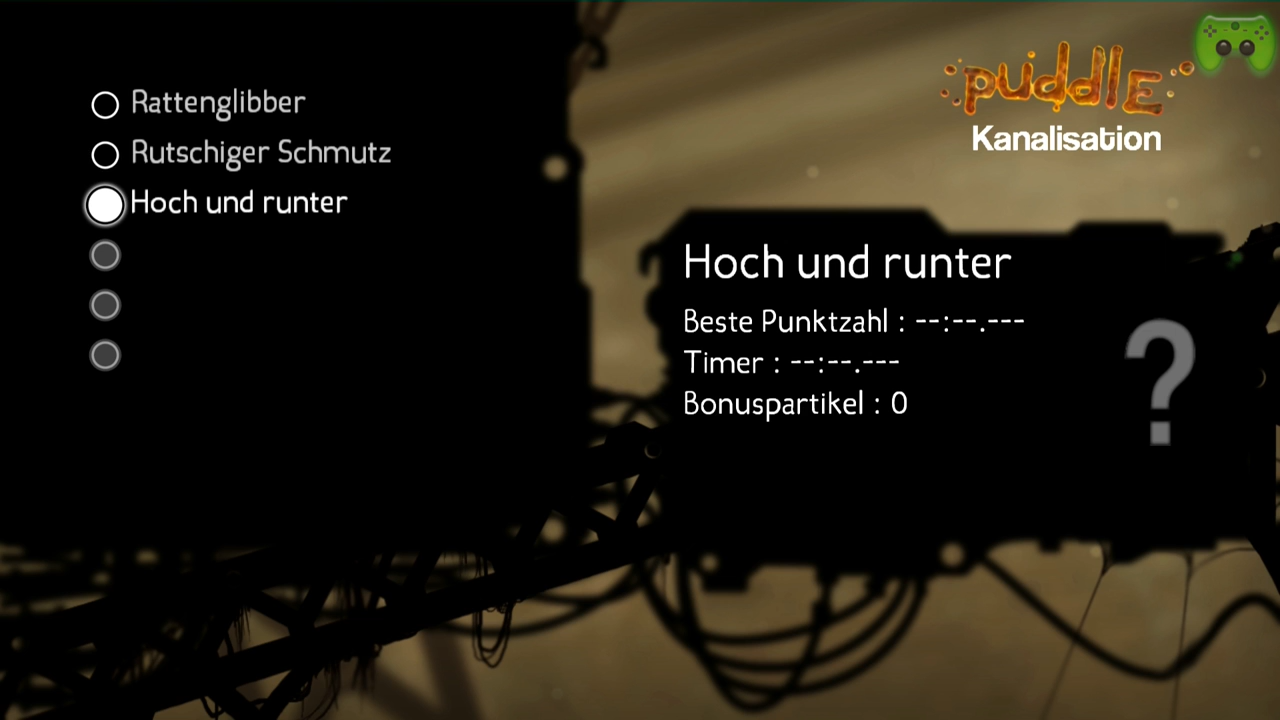 Rattenglibber
Rutschiger Schmutz
Hoch und runter
puddle
Kanalisation
Hoch und runter
Beste Punktzahl : --:--.---
Timer : --:--.---
Bonuspartikel : 0
?